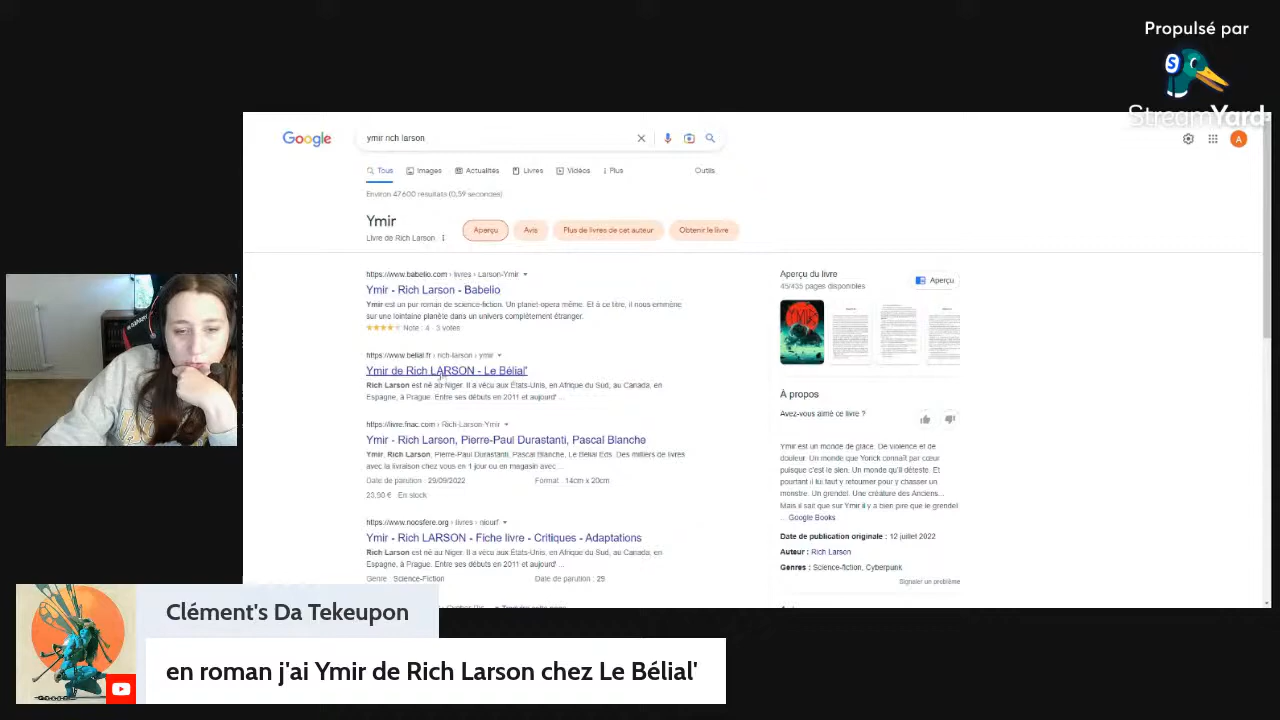 Propulsé par
S
StreamYard
Google
ymir rich larson
A
Tous
Images
Actualités
Livres
Vidéos
Plus
Outils
Environ 47 600 résultats (0,59 secondes)
Ymir
Livre de Rich Larson
Aperçu
Avis
Plus de livres de cet auteur
Obtenir le livre
https://www.babelio.com › livres › Larson-Ymir
Ymir - Rich Larson - Babelio
Ymir est un pur roman de science-fiction. Un planet-opera même. Et à ce titre, il nous emmène
sur une lointaine planète dans un univers complètement étranger.
Note : 4 · 3 votes
https://www.belial.fr › rich-larson › ymir
Ymir de Rich LARSON - Le Bélial'
Rich Larson est né au Niger. Il a vécu aux États-Unis, en Afrique du Sud, au Canada, en
Espagne, à Prague. Entre ses débuts en 2011 et aujourd' ...
https://livre.fnac.com › Rich-Larson-Ymir
Ymir - Rich Larson, Pierre-Paul Durastanti, Pascal Blanche
Ymir, Rich Larson, Pierre-Paul Durastanti, Pascal Blanche, Le Bélial Eds. Des milliers de livres
avec la livraison chez vous en 1 jour ou en magasin avec ...
Date de parution : 29/09/2022
Format : 14cm x 20cm
23,90 € · En stock
https://www.noosfere.org › livres › niourf
Ymir - Rich LARSON - Fiche livre - Critiques - Adaptations
Rich Larson est né au Niger. Il a vécu aux États-Unis, en Afrique du Sud, au Canada, en
Espagne, à Prague. Entre ses débuts en 2011 et aujourd' ...
Genre : Science-Fiction
Date de parution : 29
Aperçu du livre
45/435 pages disponibles
Aperçu
YMIR
À propos
Avez-vous aimé ce livre ?
Ymir est un monde de glace. De violence et de
douleur. Un monde que Yorick connaît par cœur
puisque c'est le sien. Un monde qu'il déteste. Et
pourtant il lui faut y retourner pour y chasser un
monstre. Un grendel. Une créature des Anciens...
Mais il sait que sur Ymir il y a bien pire que le grendel
... Google Books
Date de publication originale : 12 juillet 2022
Auteur : Rich Larson
Genres : Science-fiction, Cyberpunk
Signaler un problème
Clément's Da Tekeupon
en roman j'ai Ymir de Rich Larson chez Le Bélial'